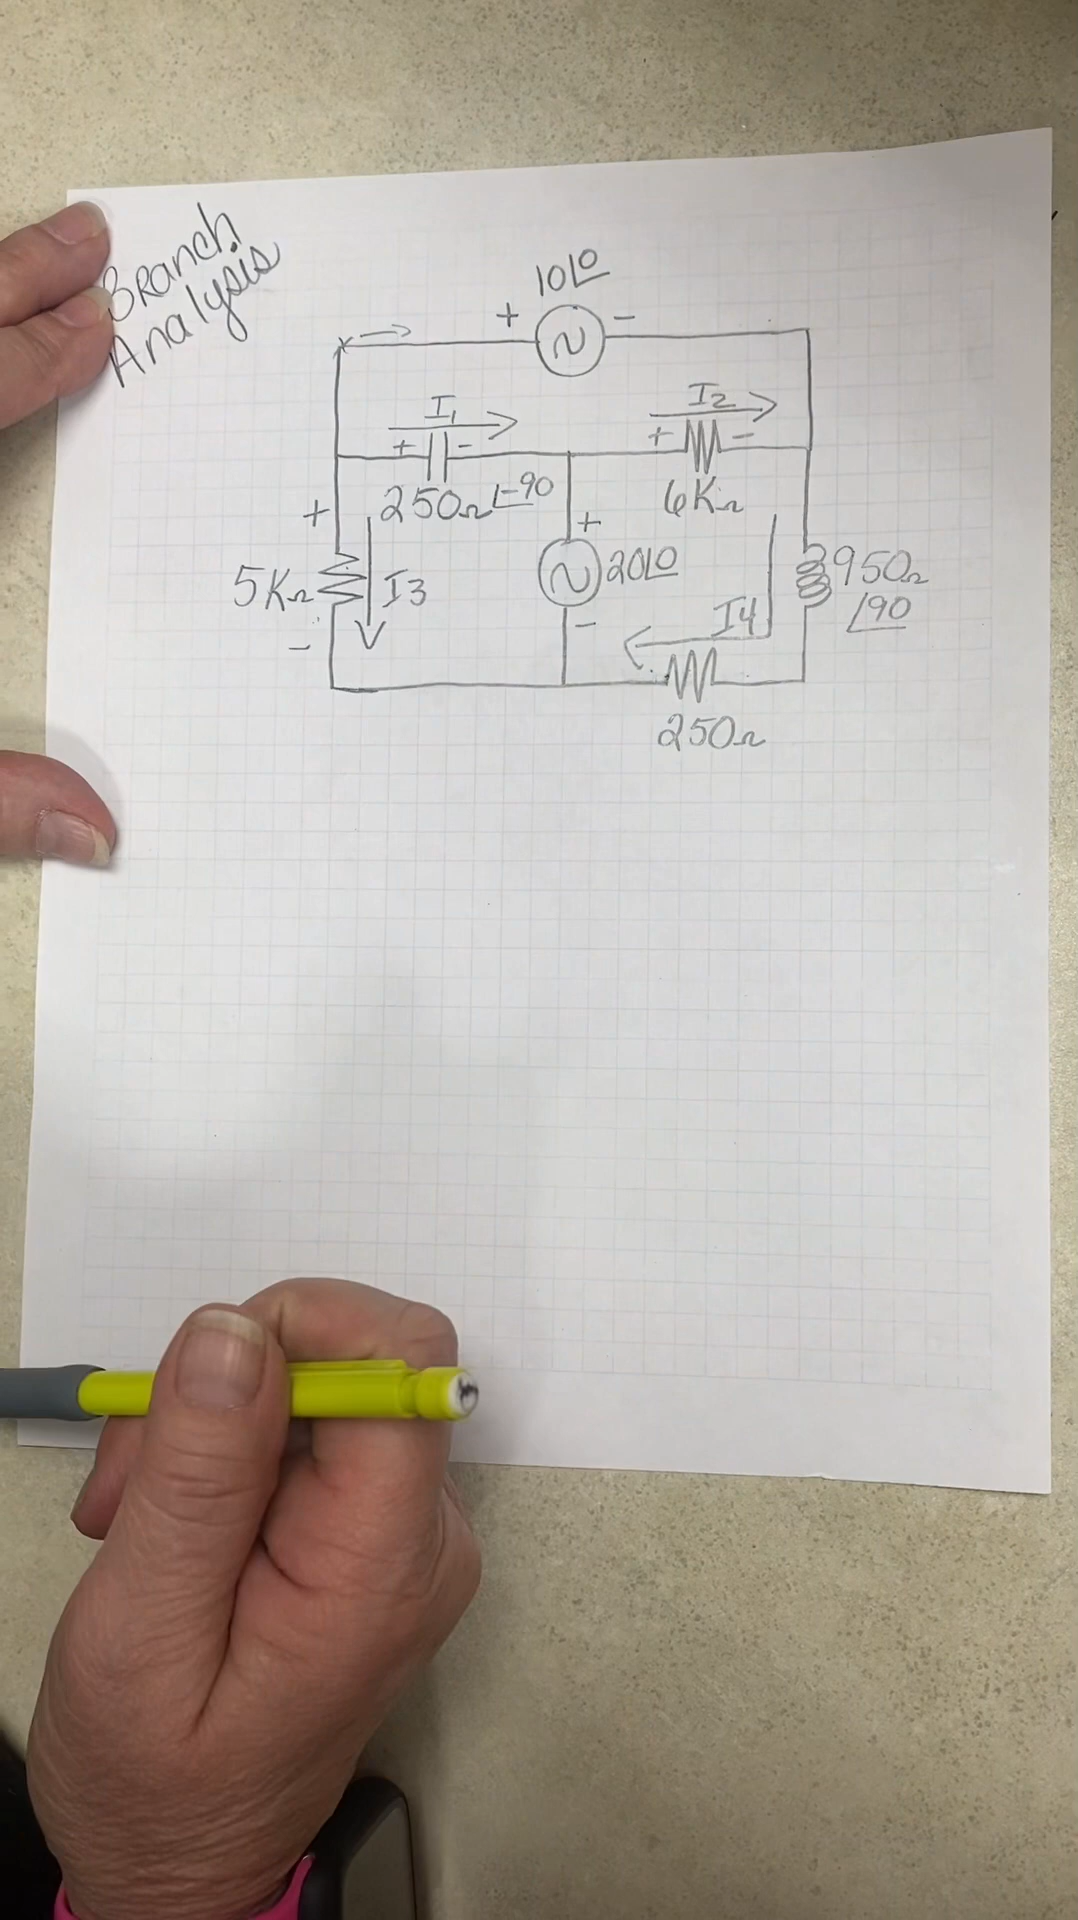 Branch
Analysis
10∠0
+ -
I1
I2
+ -
+ -
250Ω∠-90
6KΩ
+
+
5KΩ
I3
20∠0
950Ω
∠90
I4
-
-
250Ω